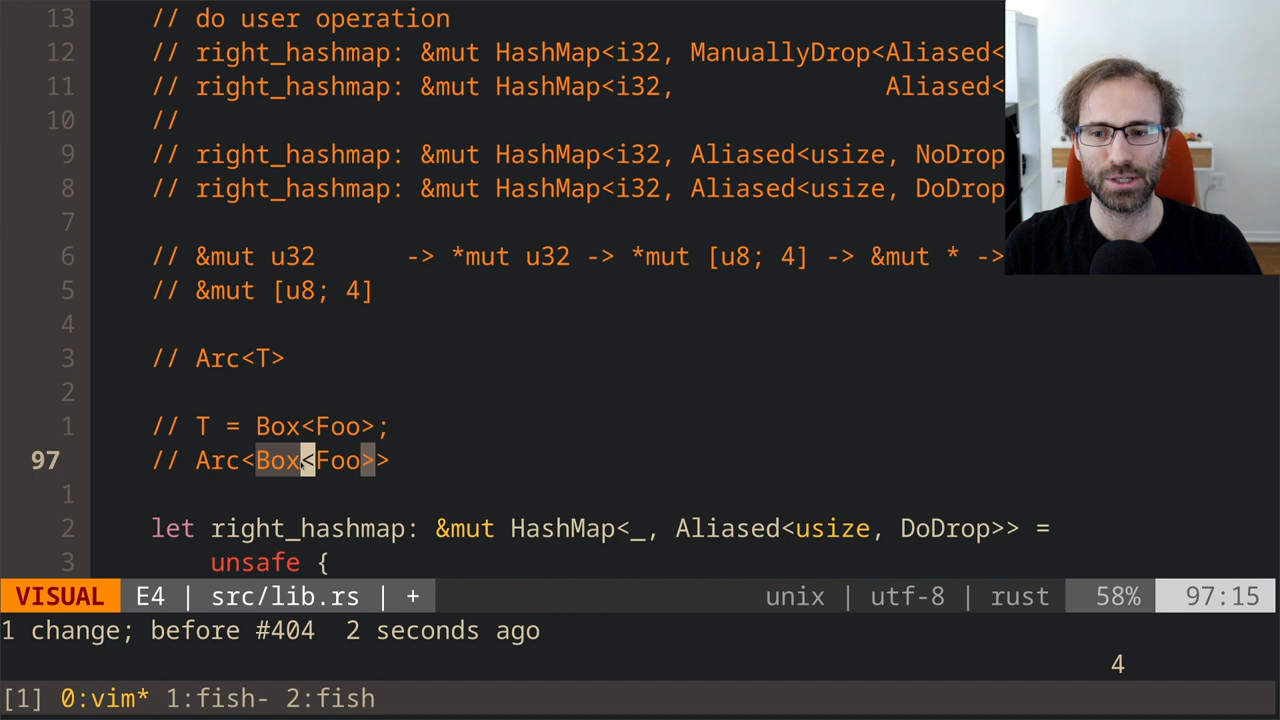 13 // do user operation
12 // right_hashmap: &mut HashMap<i32, ManuallyDrop<Aliased<
11 // right_hashmap: &mut HashMap<i32, Aliased<
10 //
9 // right_hashmap: &mut HashMap<i32, Aliased<usize, NoDrop
8 // right_hashmap: &mut HashMap<i32, Aliased<usize, DoDrop
7
6 // &mut u32 -> *mut u32 -> *mut [u8; 4] -> &mut * ->
5 // &mut [u8; 4]
4
3 // Arc<T>
2
1 // T = Box<Foo>;
97 // Arc<Box<Foo>>
1
2 let right_hashmap: &mut HashMap<_, Aliased<usize, DoDrop>> =
3 unsafe {
VISUAL E4 | src/lib.rs | + unix | utf-8 | rust 58% 97:15
1 change; before #404 2 seconds ago
4
[1] 0:vim* 1:fish- 2:fish